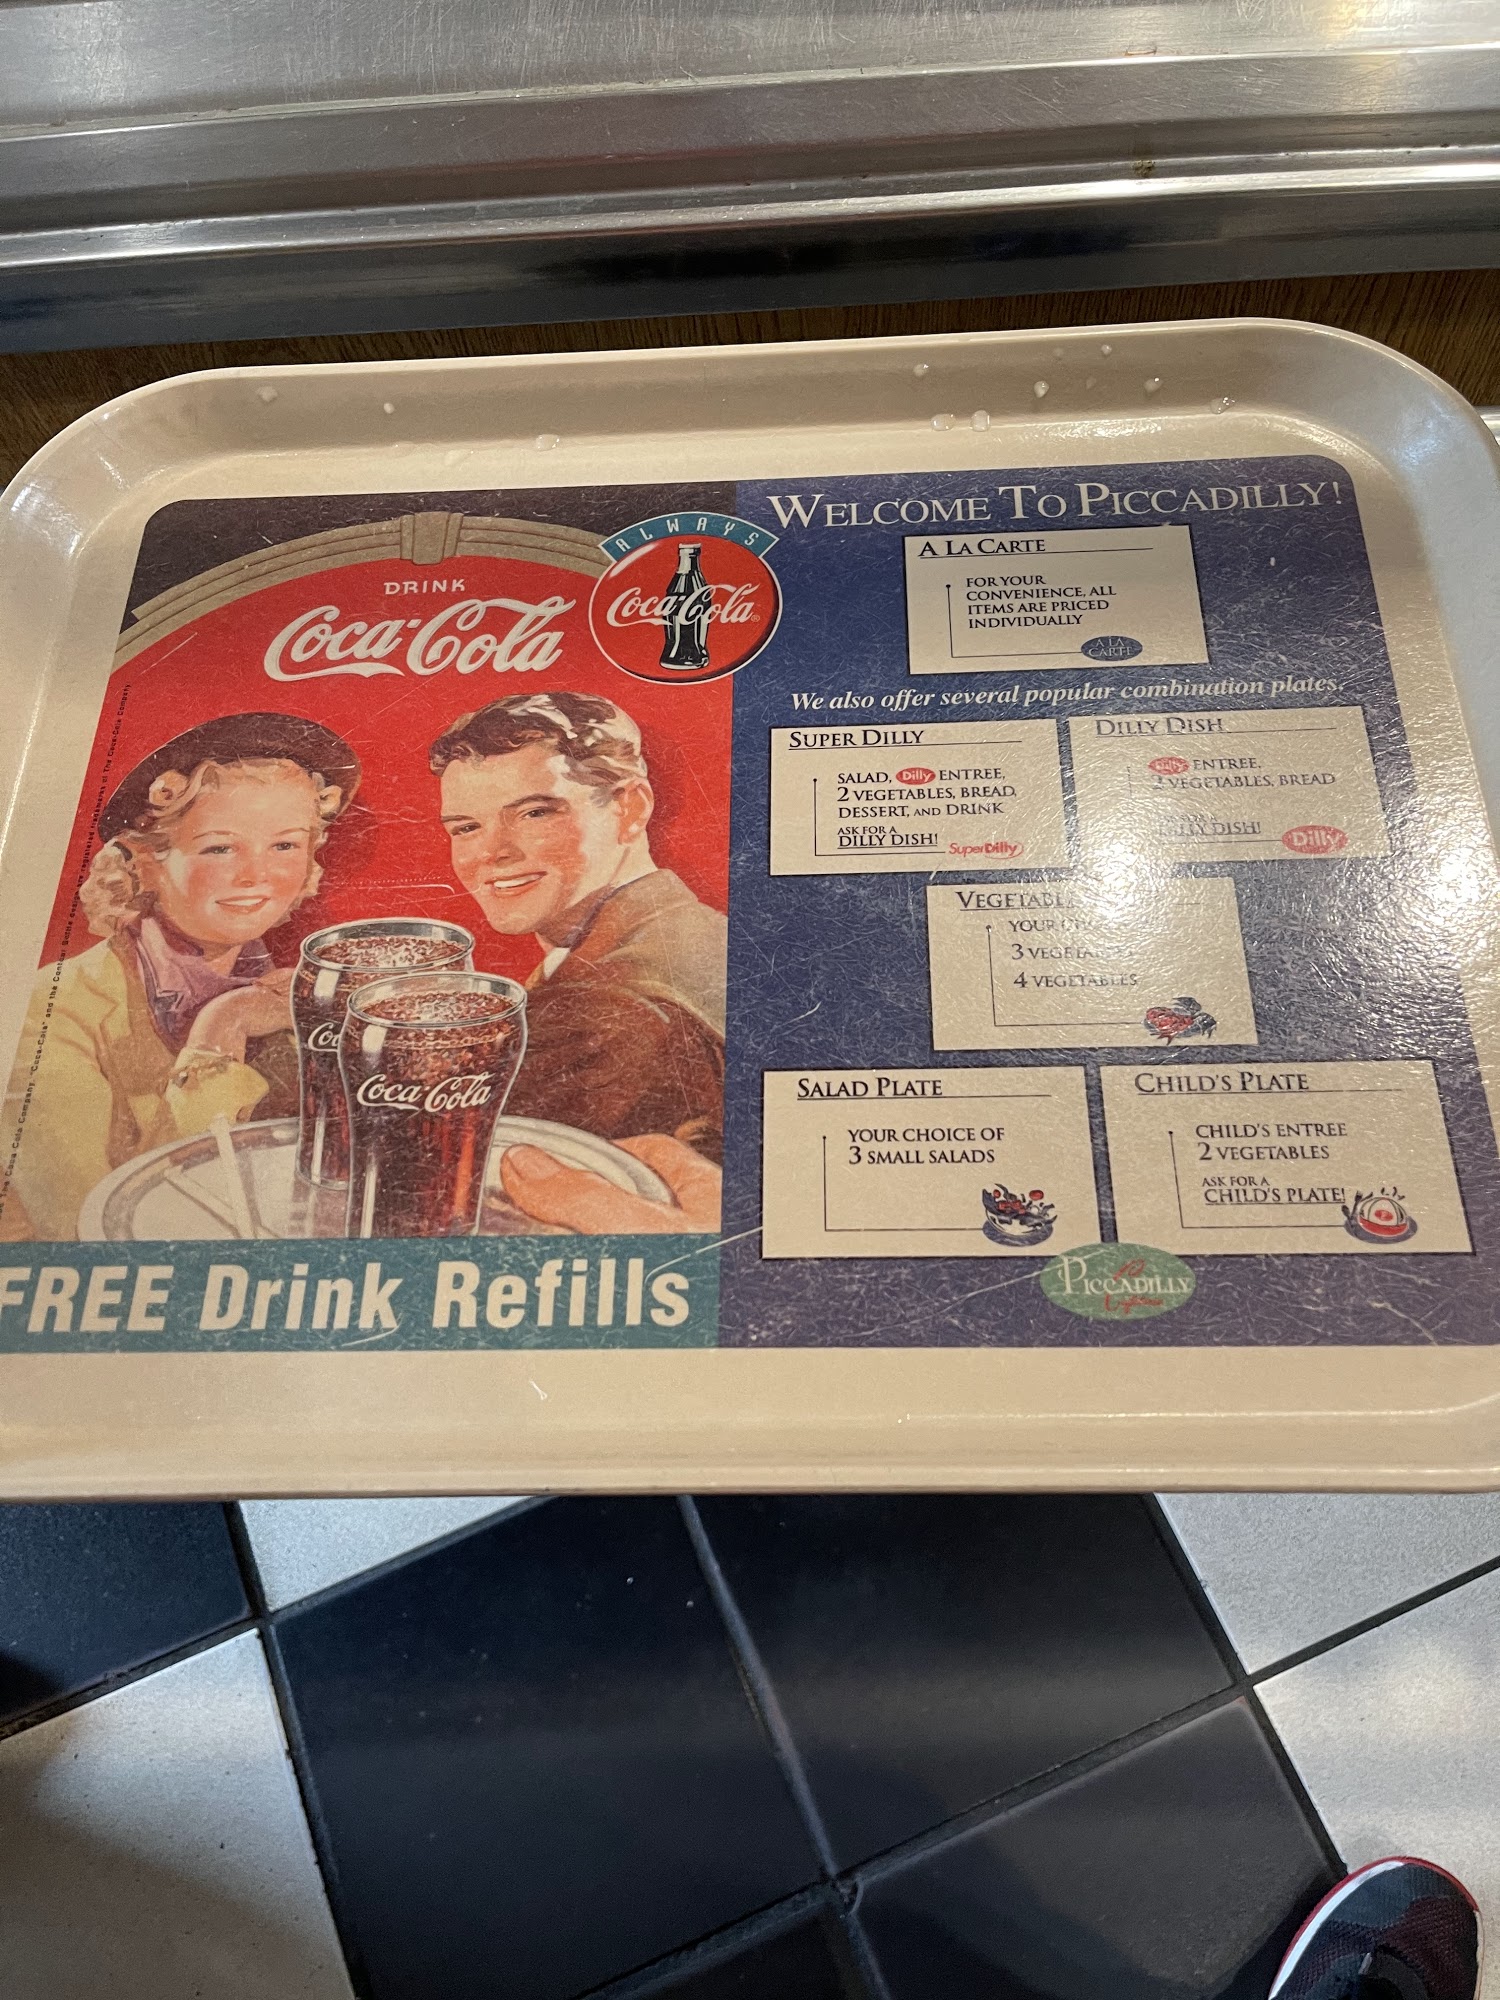 DRINK
Coca-Cola
ALWAYS
Coca-Cola
Coca-Cola
FREE Drink Refills
WELCOME TO PICCADILLY!
A LA CARTE
FOR YOUR
CONVENIENCE, ALL
ITEMS ARE PRICED
INDIVIDUALLY
A LA
CARTE
We also offer several popular combination plates.
SUPER DILLY
SALAD, Dilly ENTREE,
2 VEGETABLES, BREAD,
DESSERT, AND DRINK
ASK FOR A
DILLY DISH!
SuperDilly
DILLY DISH
Dilly ENTREE,
2 VEGETABLES, BREAD
DILLY DISH!
Dilly
YOUR
3
4 VEGETABLES
SALAD PLATE
YOUR CHOICE OF
3 SMALL SALADS
CHILD'S PLATE
CHILD'S ENTREE
2 VEGETABLES
ASK FOR A
CHILD'S PLATE!
PICCADILLY